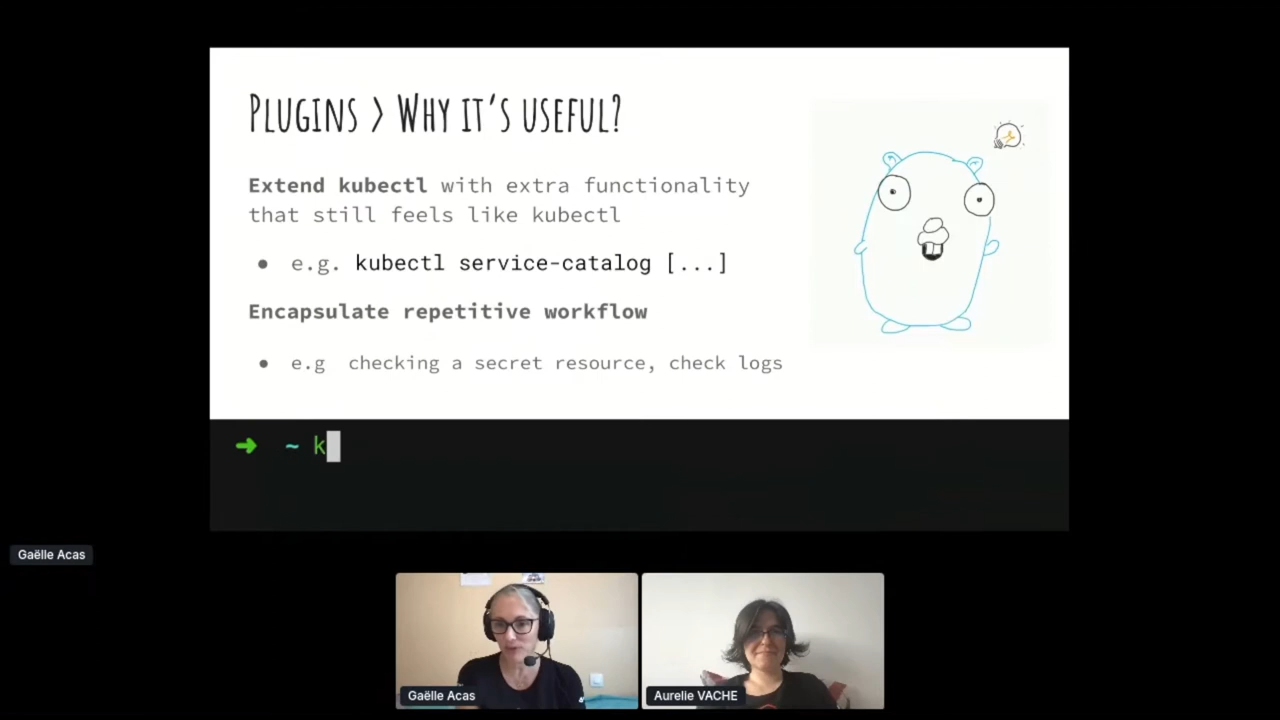 PLUGINS > WHY IT'S USEFUL?
Extend kubectl with extra functionality
that still feels like kubectl
● e.g. kubectl service-catalog [...]
Encapsulate repetitive workflow
● e.g checking a secret resource, check logs
➜ ~ k
Gaëlle Acas
Gaëlle Acas
Aurelie VACHE